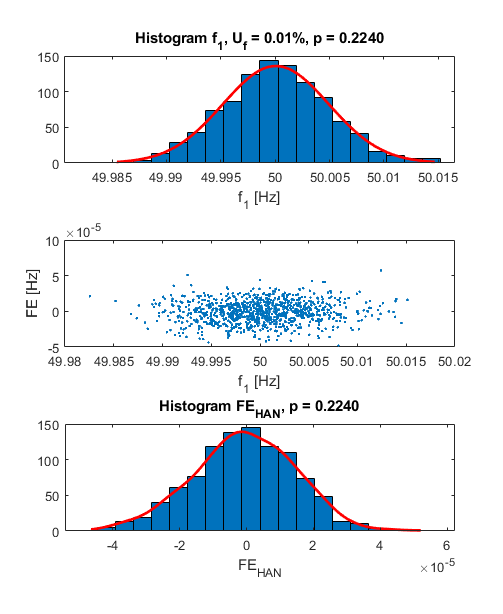 Histogram f1, Uf = 0.01%, p = 0.2240
150
100
50
0
49.985 49.99 49.995 50 50.005 50.01 50.015
f1 [Hz]
×10-5
10
5
0
-5
FE [Hz]
49.98 49.985 49.99 49.995 50 50.005 50.01 50.015 50.02
f1 [Hz]
Histogram FEHAN, p = 0.2240
150
100
50
0
-4 -2 0 2 4 6
FEHAN
×10-5